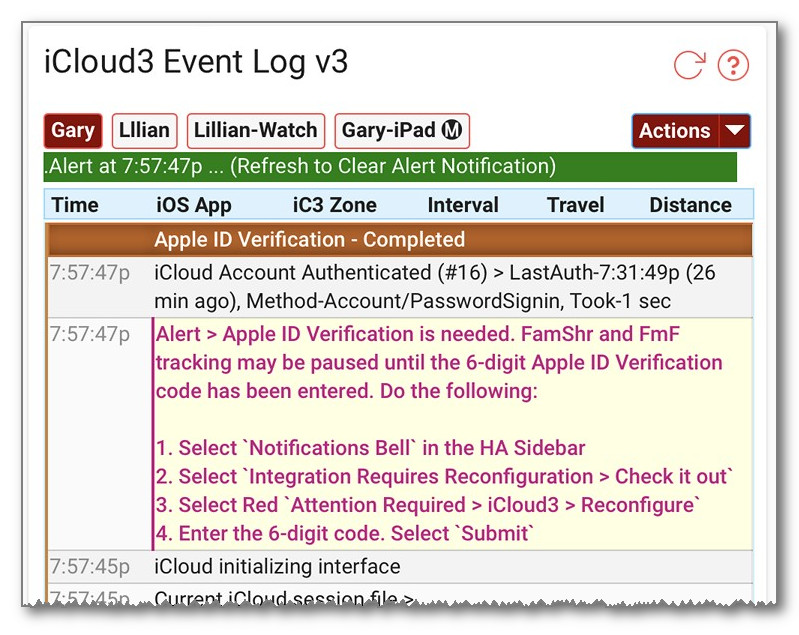 iCloud3 Event Log v3
Gary Lllian Lillian-Watch Gary-iPad M Actions
.Alert at 7:57:47p ... (Refresh to Clear Alert Notification)
Time iOS App iC3 Zone Interval Travel Distance
Apple ID Verification - Completed
7:57:47p iCloud Account Authenticated (#16) > LastAuth-7:31:49p (26
min ago), Method-Account/PasswordSignin, Took-1 sec
7:57:47p Alert > Apple ID Verification is needed. FamShr and FmF
tracking may be paused until the 6-digit Apple ID Verification
code has been entered. Do the following:
1. Select `Notifications Bell` in the HA Sidebar
2. Select `Integration Requires Reconfiguration > Check it out`
3. Select Red `Attention Required > iCloud3 > Reconfigure`
4. Enter the 6-digit code. Select `Submit`
7:57:45p iCloud initializing interface
7:57:45p Current iCloud session file >